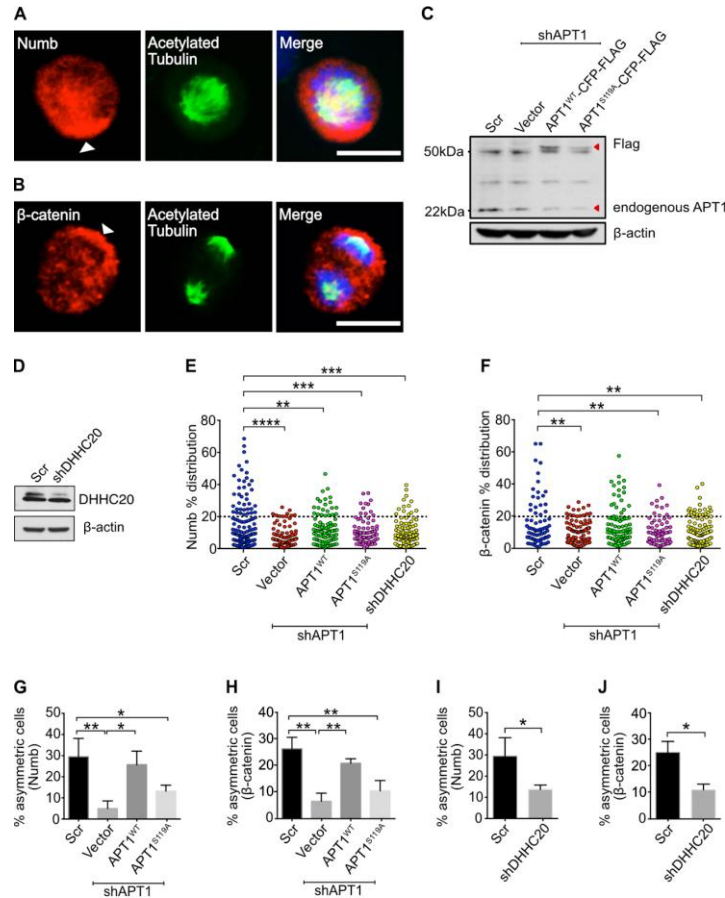 A
Numb
Acetylated
Tubulin
Merge
B
β-catenin
Acetylated
Tubulin
Merge
C
shAPT1
Scr
Vector
APT1WT-CFP-FLAG
APT1S119A-CFP-FLAG
50kDa
Flag
22kDa
endogenous APT1
β-actin
D
Scr
shDHHC20
DHHC20
β-actin
E
***
***
**
****
Numb % distribution
80
60
40
20
0
Scr
Vector
APT1WT
APT1S119A
shDHHC20
shAPT1
F
**
**
**
β-catenin % distribution
80
60
40
20
0
Scr
Vector
APT1WT
APT1S119A
shDHHC20
shAPT1
G
% asymmetric cells
(Numb)
50
40
30
20
10
0
*
** *
Scr
Vector
APT1WT
APT1S119A
shAPT1
H
% asymmetric cells
(β-catenin)
40
30
20
10
0
**
** **
Scr
Vector
APT1WT
APT1S119A
shAPT1
I
% asymmetric cells
(Numb)
50
40
30
20
10
0
*
Scr
shDHHC20
J
% asymmetric cells
(β-catenin)
40
30
20
10
0
*
Scr
shDHHC20